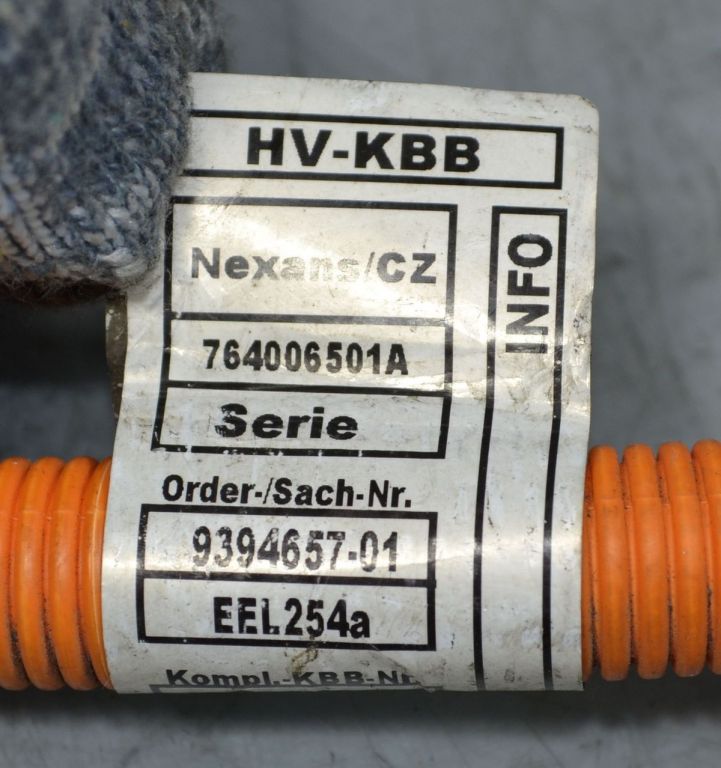 HV-KBB
Nexans/CZ
INFO
764006501A
Serie
Order-/Sach-Nr.
9394657-01
EEL254a
Kompl.-KBB-Nr.